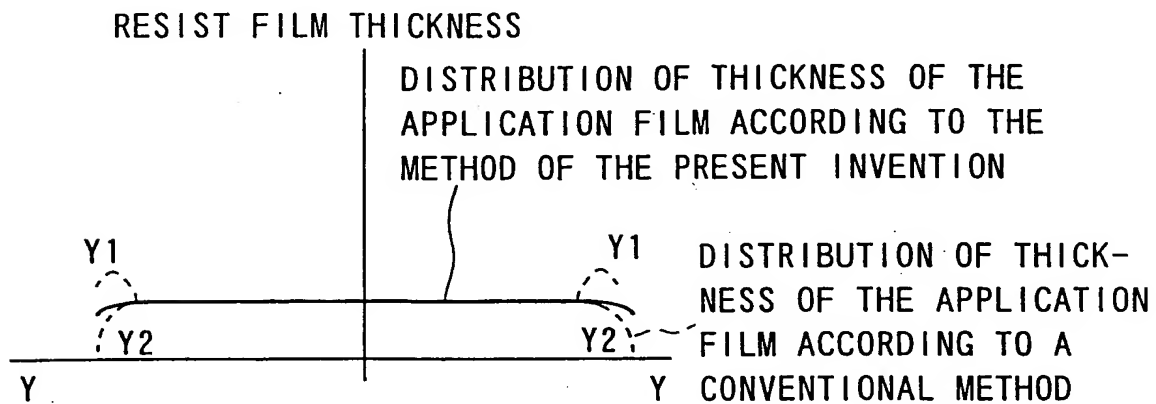 RESIST FILM THICKNESS
DISTRIBUTION OF THICKNESS OF THE
APPLICATION FILM ACCORDING TO THE
METHOD OF THE PRESENT INVENTION
Y1
Y1
DISTRIBUTION OF THICK-
NESS OF THE APPLICATION
FILM ACCORDING TO A
CONVENTIONAL METHOD
Y2
Y2
Y
Y